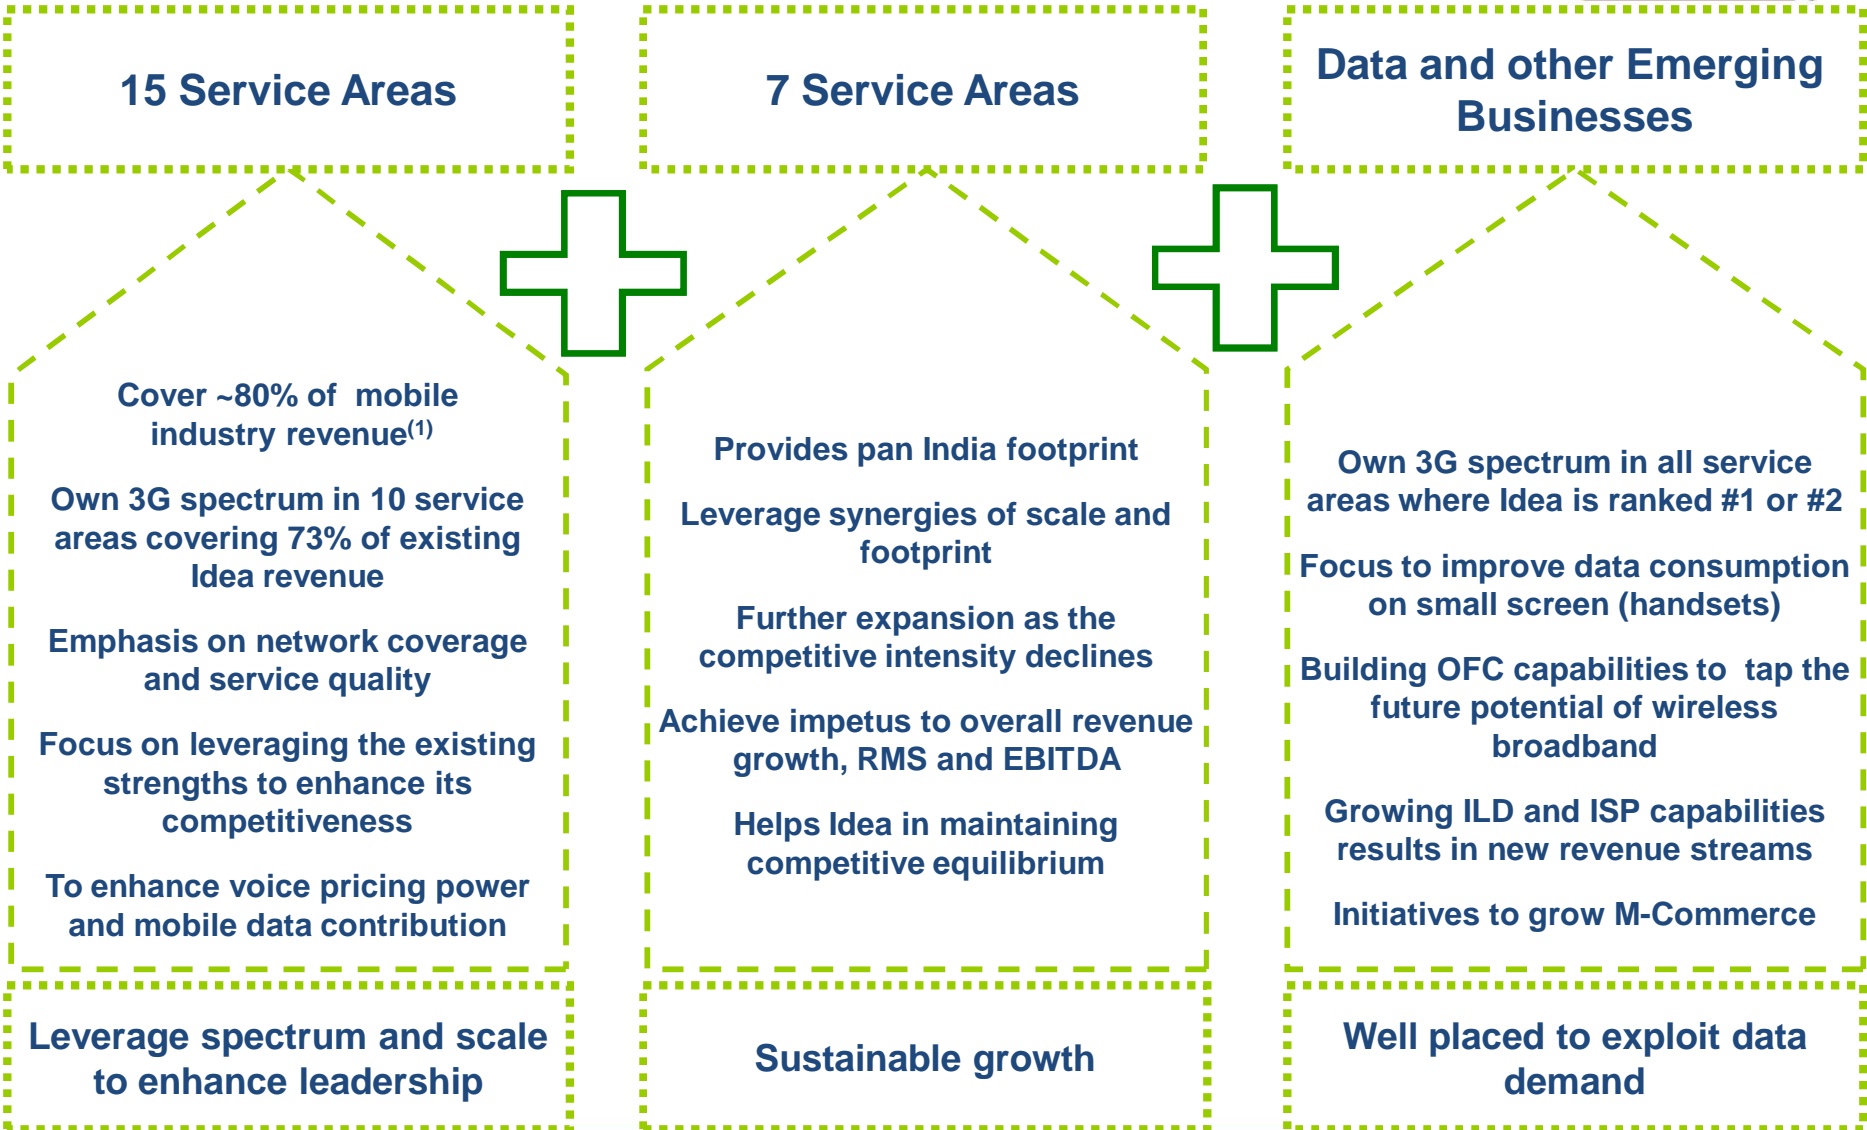 15 Service Areas
Cover ~80% of mobile
industry revenue(1)
Own 3G spectrum in 10 service
areas covering 73% of existing
Idea revenue
Emphasis on network coverage
and service quality
Focus on leveraging the existing
strengths to enhance its
competitiveness
To enhance voice pricing power
and mobile data contribution
Leverage spectrum and scale
to enhance leadership
7 Service Areas
Provides pan India footprint
Leverage synergies of scale and
footprint
Further expansion as the
competitive intensity declines
Achieve impetus to overall revenue
growth, RMS and EBITDA
Helps Idea in maintaining
competitive equilibrium
Sustainable growth
Data and other Emerging
Businesses
Own 3G spectrum in all service
areas where Idea is ranked #1 or #2
Focus to improve data consumption
on small screen (handsets)
Building OFC capabilities to tap the
future potential of wireless
broadband
Growing ILD and ISP capabilities
results in new revenue streams
Initiatives to grow M-Commerce
Well placed to exploit data
demand